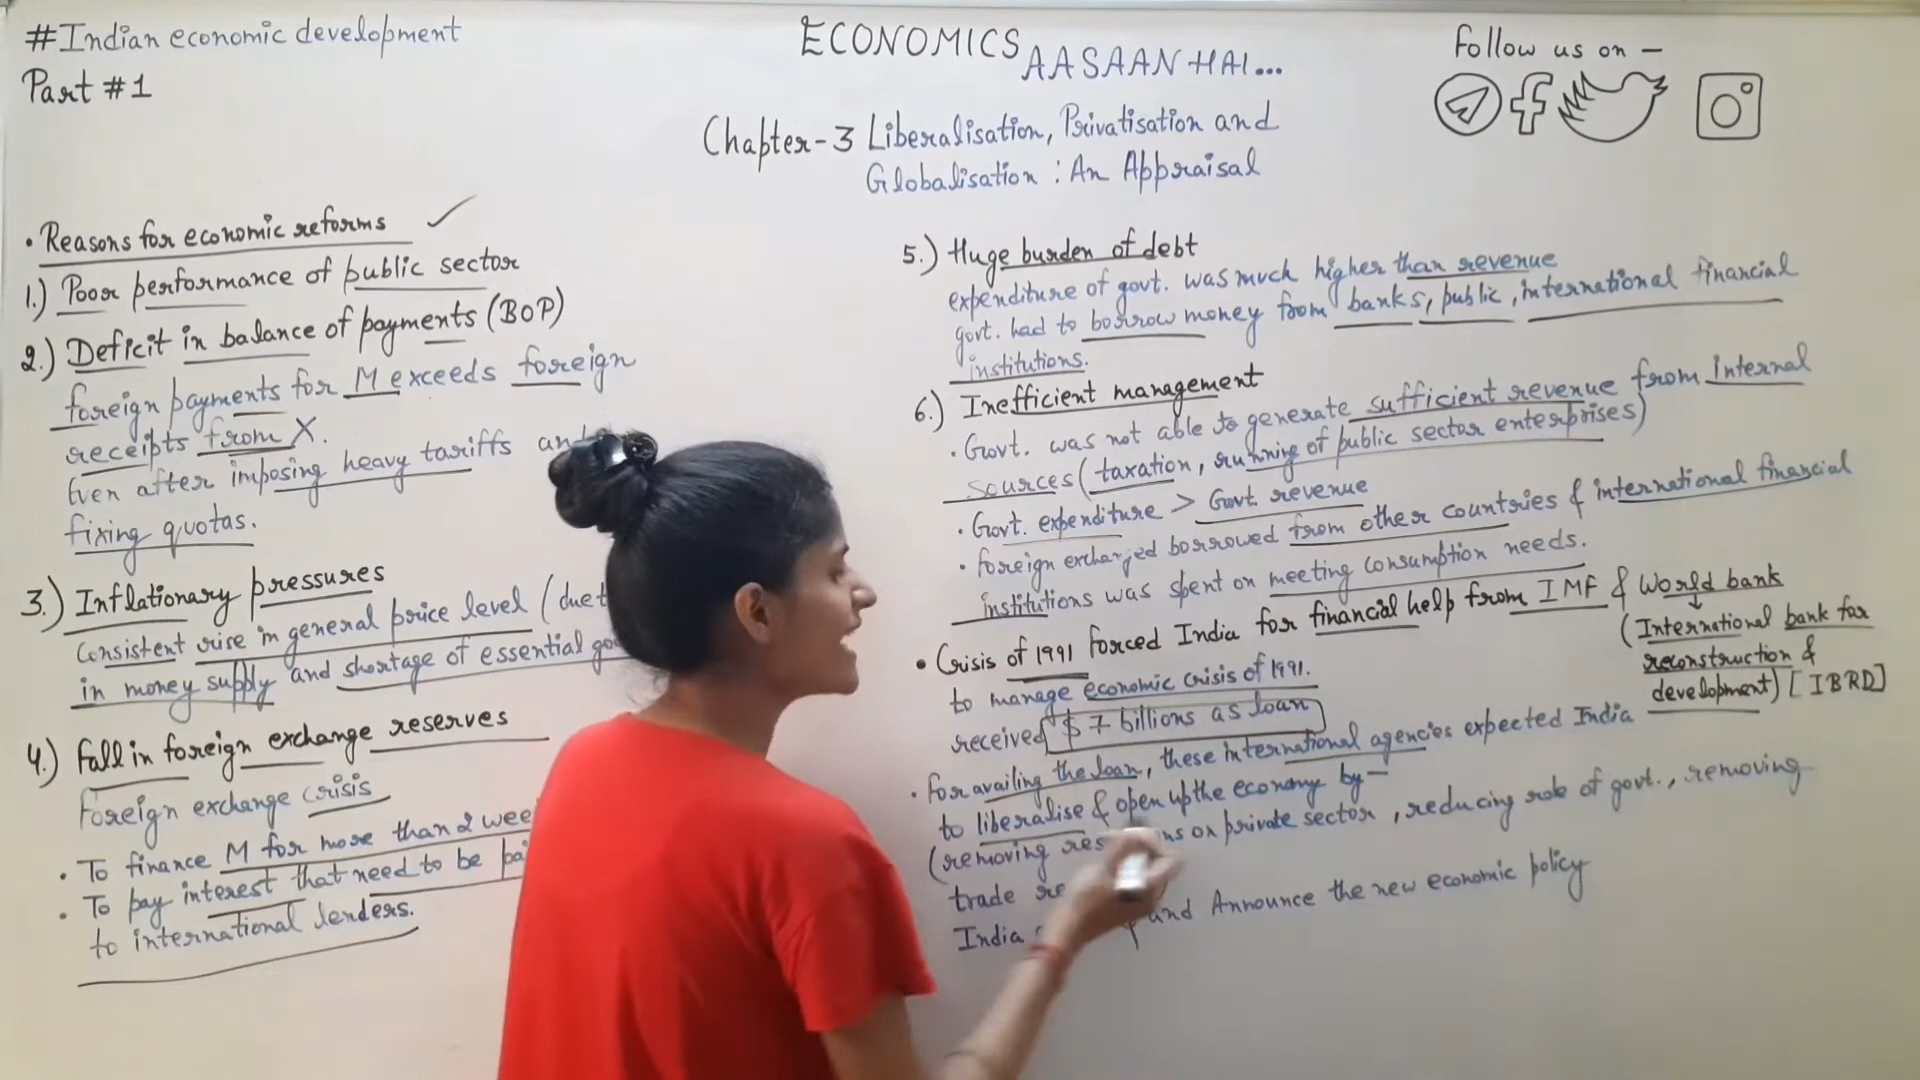 #Indian economic development
Part #1
ECONOMICS
AASAAN HAI...
Follow us on —
Chapter-3 Liberalisation, Privatisation and
Globalisation : An Appraisal
• Reasons for economic reforms ✓
1.) Poor performance of public sector
2.) Deficit in balance of payments (BOP)
foreign payments for M exceeds foreign
receipts from X.
Even after imposing heavy tariffs and
fixing quotas.
3.) Inflationary pressures
Consistent rise in general price level (due t
in money supply and shortage of essential go
4.) Fall in foreign exchange reserves
Foreign exchange crisis
• To finance M for more than 2 wee
• To pay interest that need to be pai
to international lenders.
5.) Huge burden of debt
expenditure of govt. was much higher than revenue
govt. had to borrow money from banks, public, international financial
institutions.
6.) Inefficient management
• Govt. was not able to generate sufficient revenue from internal
sources (taxation, running of public sector enterprises)
• Govt. expenditure > Govt. revenue
• foreign exchanged borrowed from other countries & international financial
institutions was spent on meeting consumption needs.
• Crisis of 1991 forced India for financial help from IMF & World bank
(International bank for
reconstruction &
development) [IBRD]
to manage economic crisis of 1991.
received $ 7 billions as loan
• For availing the loan, these international agencies expected India
to liberalise & open up the economy by—
(removing res ns on private sector, reducing role of govt., removing
trade re
India and Announce the new economic policy